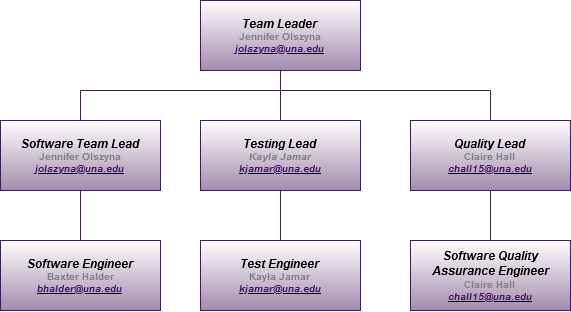 Team Leader
Jennifer Olszyna
jolszyna@una.edu
Software Team Lead
Jennifer Olszyna
jolszyna@una.edu
Testing Lead
Kayla Jamar
kjamar@una.edu
Quality Lead
Claire Hall
chall15@una.edu
Software Engineer
Baxter Halder
bhalder@una.edu
Test Engineer
Kayla Jamar
kjamar@una.edu
Software Quality
Assurance Engineer
Claire Hall
chall15@una.edu